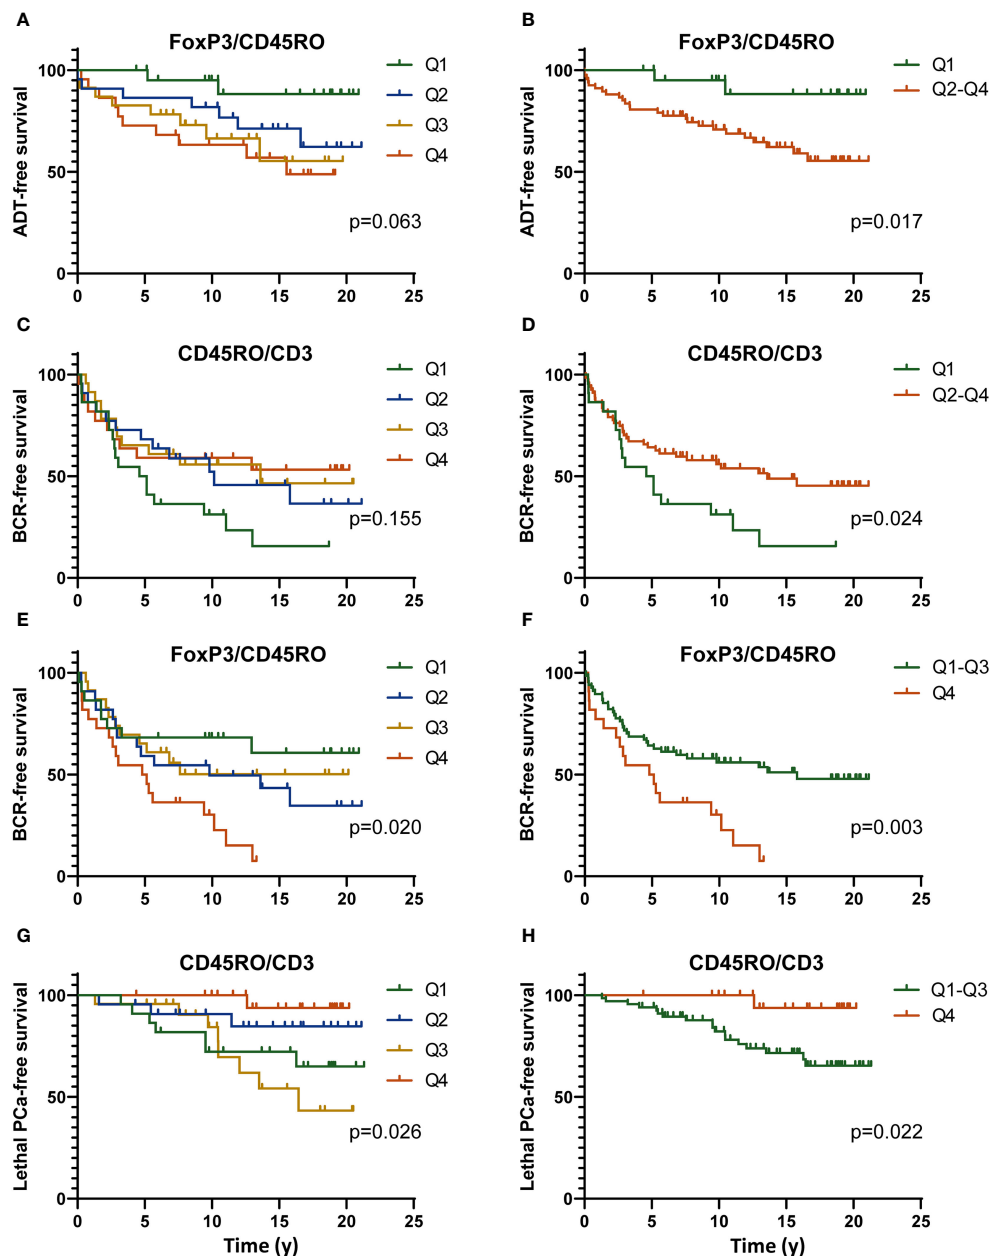 A
FoxP3/CD45RO
ADT-free survival
100
50
0
0 5 10 15 20 25
Q1
Q2
Q3
Q4
p=0.063
B
FoxP3/CD45RO
ADT-free survival
100
50
0
0 5 10 15 20 25
Q1
Q2-Q4
p=0.017
C
CD45RO/CD3
BCR-free survival
100
50
0
0 5 10 15 20 25
Q1
Q2
Q3
Q4
p=0.155
D
CD45RO/CD3
BCR-free survival
100
50
0
0 5 10 15 20 25
Q1
Q2-Q4
p=0.024
E
FoxP3/CD45RO
BCR-free survival
100
50
0
0 5 10 15 20 25
Q1
Q2
Q3
Q4
p=0.020
F
FoxP3/CD45RO
BCR-free survival
100
50
0
0 5 10 15 20 25
Q1-Q3
Q4
p=0.003
G
CD45RO/CD3
Lethal PCa-free survival
100
50
0
0 5 10 15 20 25
Time (y)
Q1
Q2
Q3
Q4
p=0.026
H
CD45RO/CD3
Lethal PCa-free survival
100
50
0
0 5 10 15 20 25
Time (y)
Q1-Q3
Q4
p=0.022